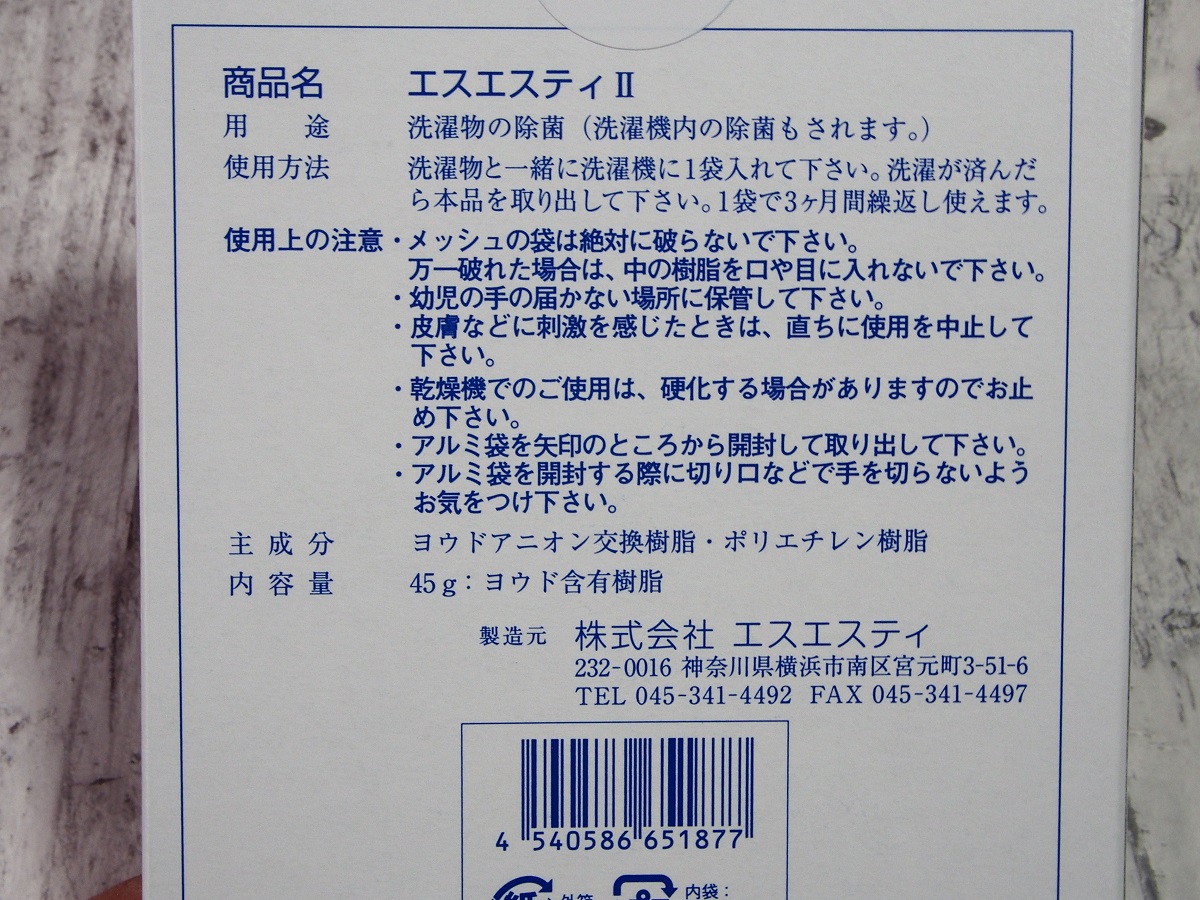 商品名 エスエスティⅡ
用途 洗濯物の除菌（洗濯機内の除菌もされます。）
使用方法 洗濯物と一緒に洗濯機に1袋入れて下さい。洗濯が済んだ
ら本品を取り出して下さい。1袋で3ヶ月間繰返し使えます。
使用上の注意・メッシュの袋は絶対に破らないで下さい。
万一破れた場合は、中の樹脂を口や目に入れないで下さい。
・幼児の手の届かない場所に保管して下さい。
・皮膚などに刺激を感じたときは、直ちに使用を中止して
下さい。
・乾燥機でのご使用は、硬化する場合がありますのでお止
め下さい。
・アルミ袋を矢印のところから開封して取り出して下さい。
・アルミ袋を開封する際に切り口などで手を切らないよう
お気をつけ下さい。
主成分 ヨウドアニオン交換樹脂・ポリエチレン樹脂
内容量 45g：ヨウド含有樹脂
製造元 株式会社 エスエスティ
232-0016 神奈川県横浜市南区宮元町3-51-6
TEL 045-341-4492 FAX 045-341-4497
4 540586 651877
内袋：